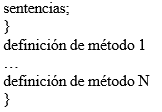 sentencias;
}
definición de método 1
…
definición de método N
}